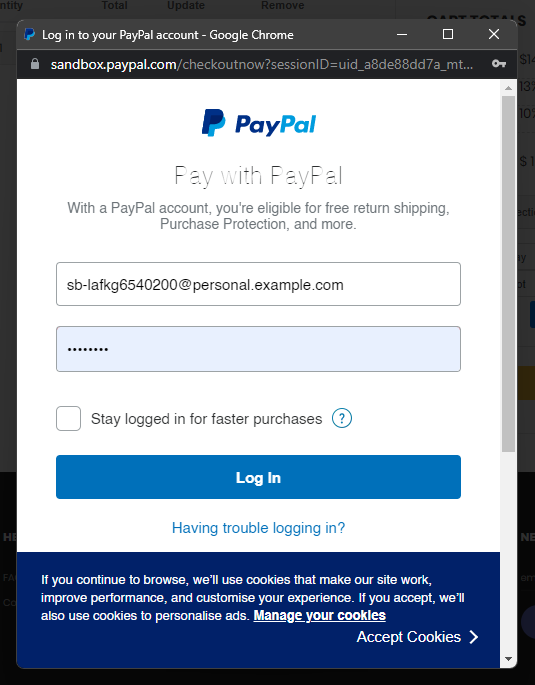 ntity Total Update Remove
CART TOTALS
Log in to your PayPal account - Google Chrome
sandbox.paypal.com/checkoutnow?sessionID=uid_a8de88dd7a_mt...
PayPal
Pay with PayPal
With a PayPal account, you're eligible for free return shipping,
Purchase Protection, and more.
sb-lafkg6540200@personal.example.com
••••••••
Stay logged in for faster purchases ?
Log In
Having trouble logging in?
If you continue to browse, we'll use cookies that make our site work,
improve performance, and customise your experience. If you accept, we'll
also use cookies to personalise ads. Manage your cookies
Accept Cookies